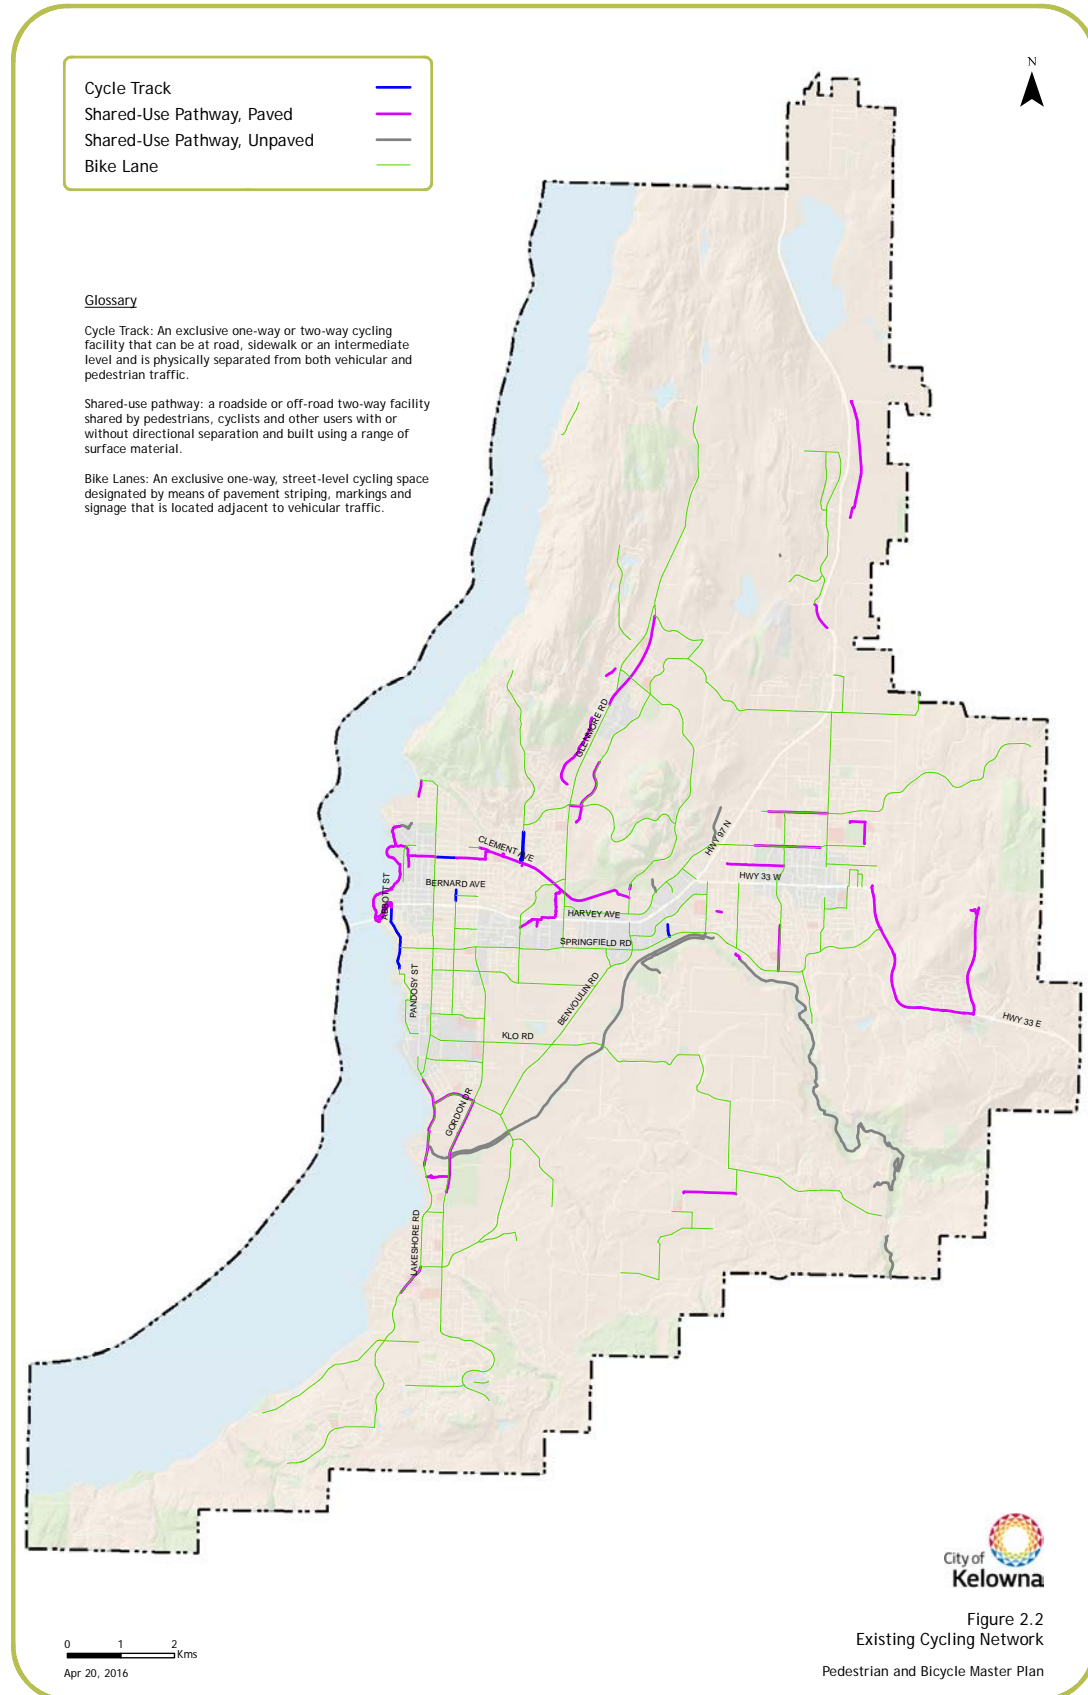 Cycle Track
Shared-Use Pathway, Paved
Shared-Use Pathway, Unpaved
Bike Lane
N
Glossary
Cycle Track: An exclusive one-way or two-way cycling
facility that can be at road, sidewalk or an intermediate
level and is physically separated from both vehicular and
pedestrian traffic.
Shared-use pathway: a roadside or off-road two-way facility
shared by pedestrians, cyclists and other users with or
without directional separation and built using a range of
surface material.
Bike Lanes: An exclusive one-way, street-level cycling space
designated by means of pavement striping, markings and
signage that is located adjacent to vehicular traffic.
GLENMORE RD
CLEMENT AVE
HWY 97 N
BERNARD AVE
HWY 33 W
ABBOTT ST
HARVEY AVE
SPRINGFIELD RD
PANDOSY ST
BENVOULIN RD
KLO RD
HWY 33 E
GORDON DR
LAKESHORE RD
City of
Kelowna
Figure 2.2
Existing Cycling Network
Pedestrian and Bicycle Master Plan
0 1 2
Kms
Apr 20, 2016